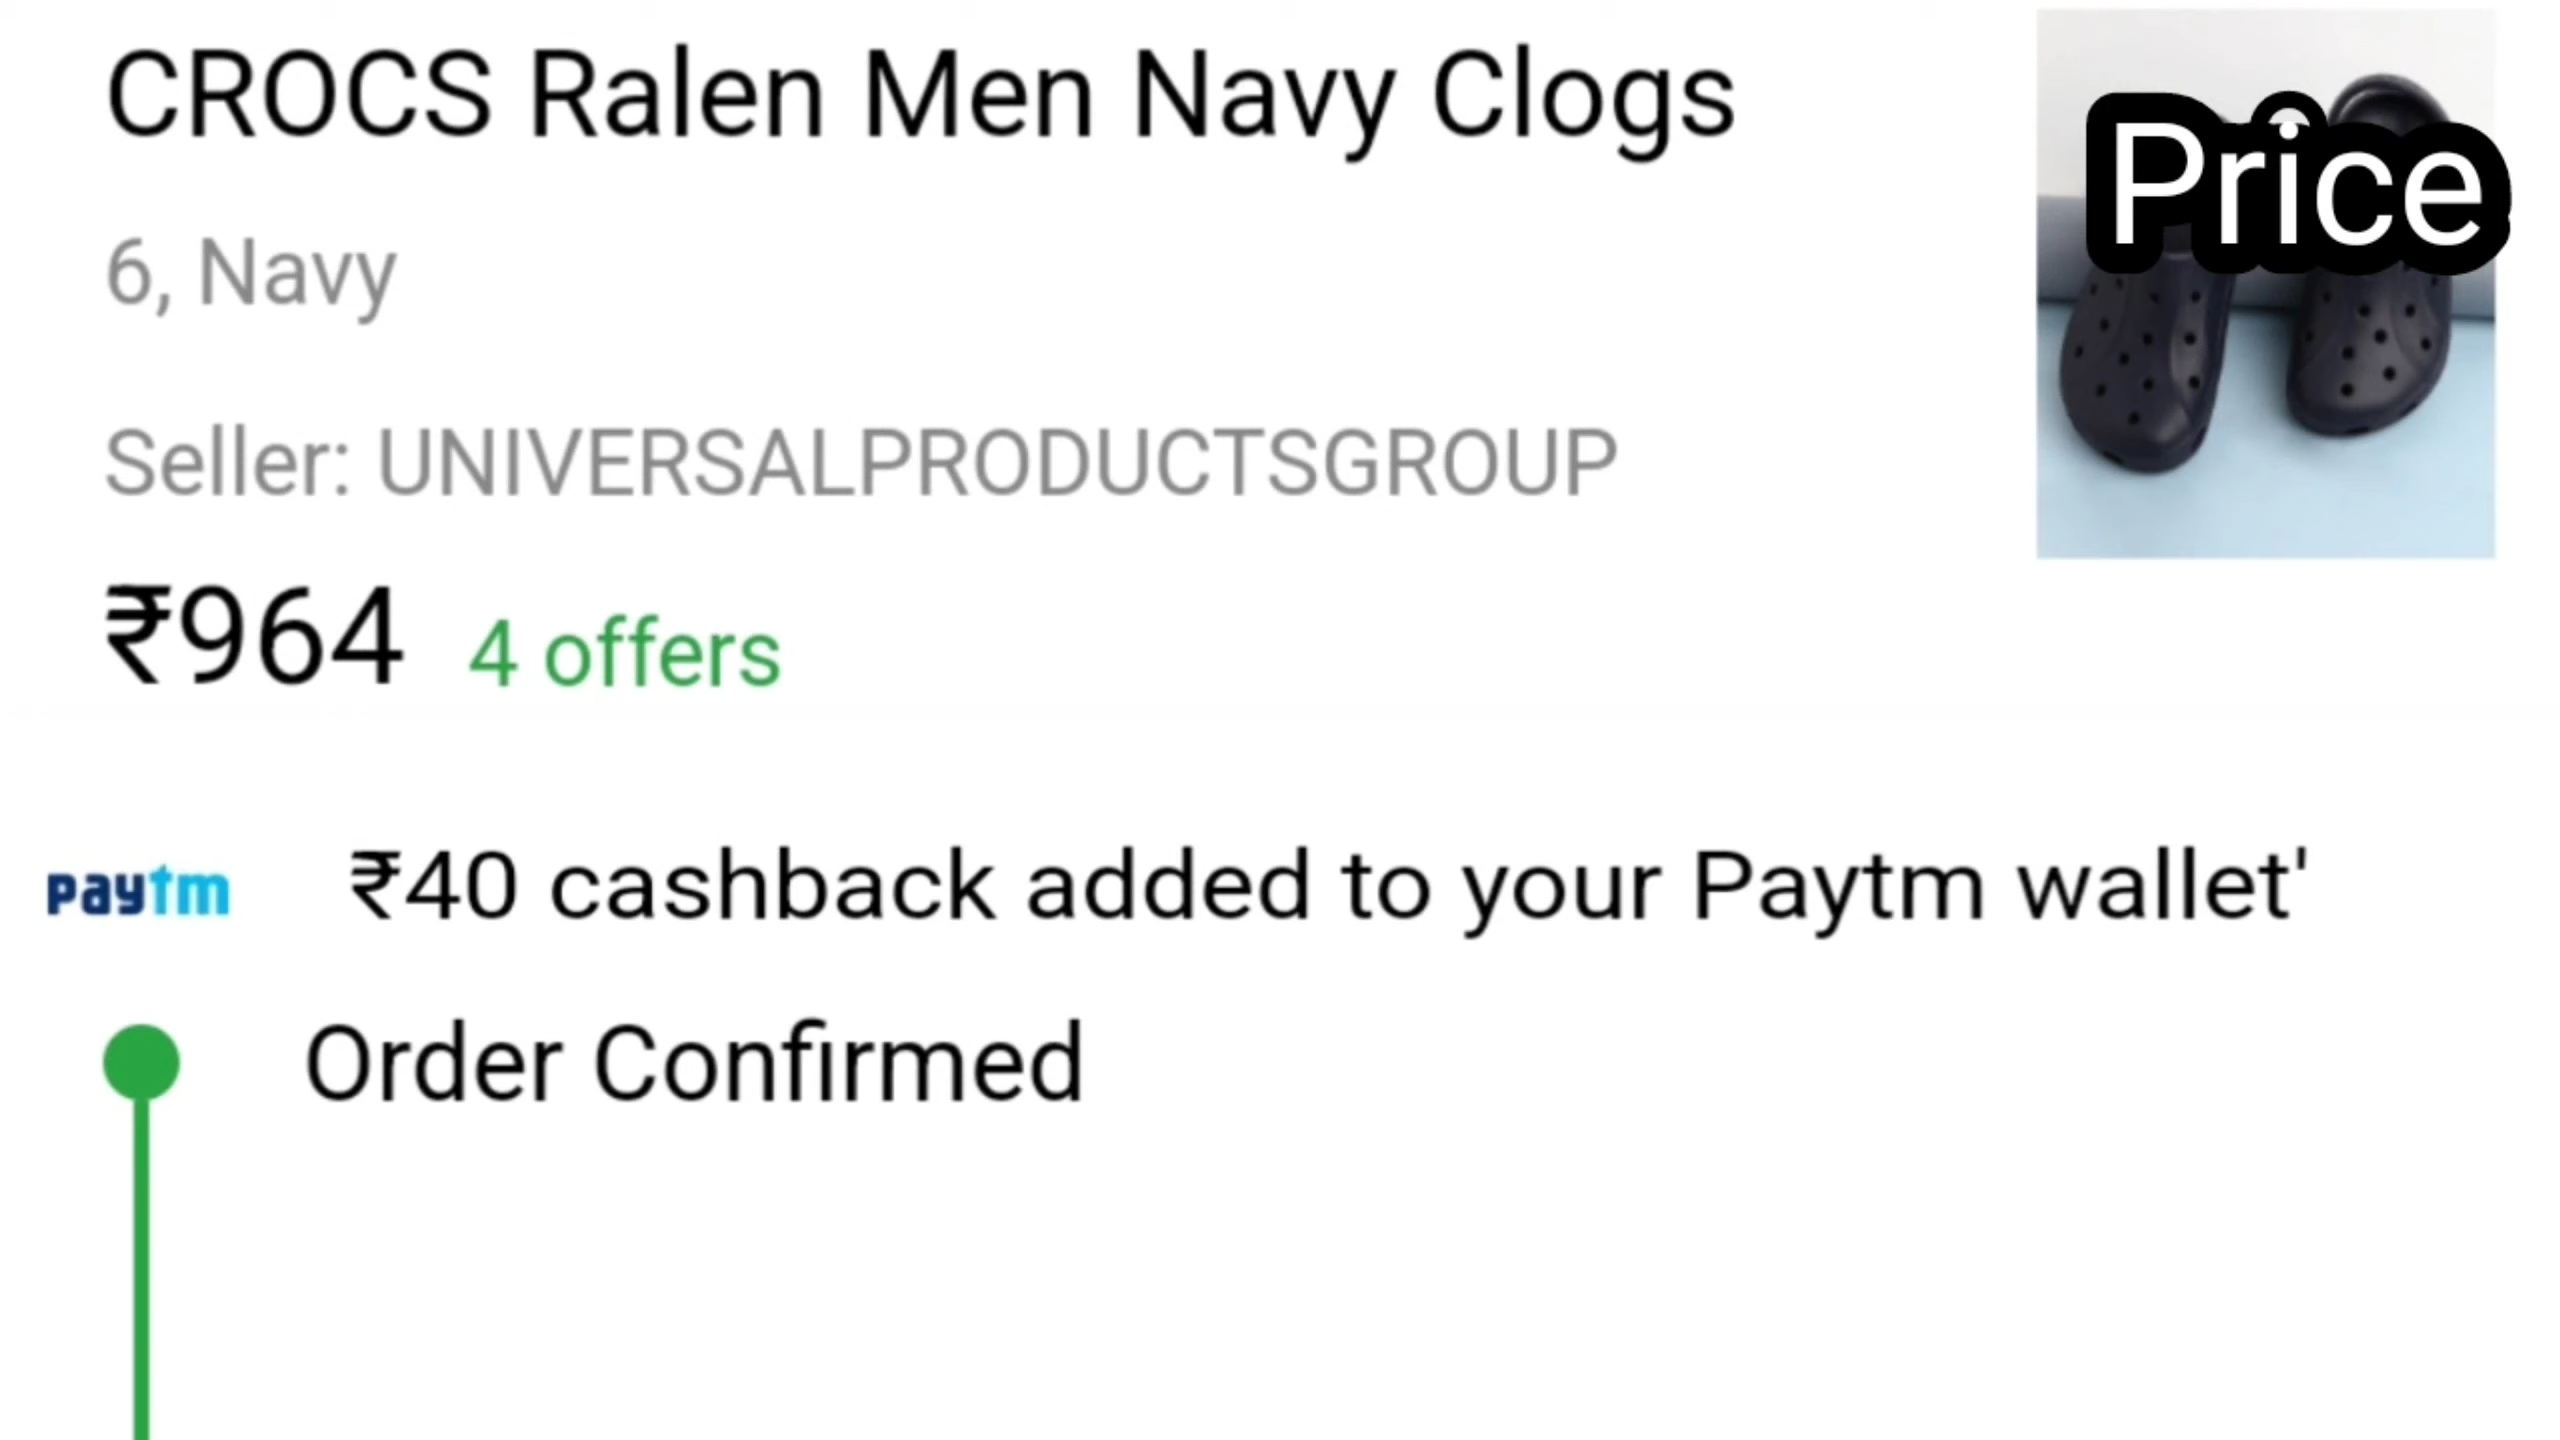 CROCS Ralen Men Navy Clogs
Price
6, Navy
Seller: UNIVERSALPRODUCTSGROUP
₹964 4 offers
paytm ₹40 cashback added to your Paytm wallet'
Order Confirmed